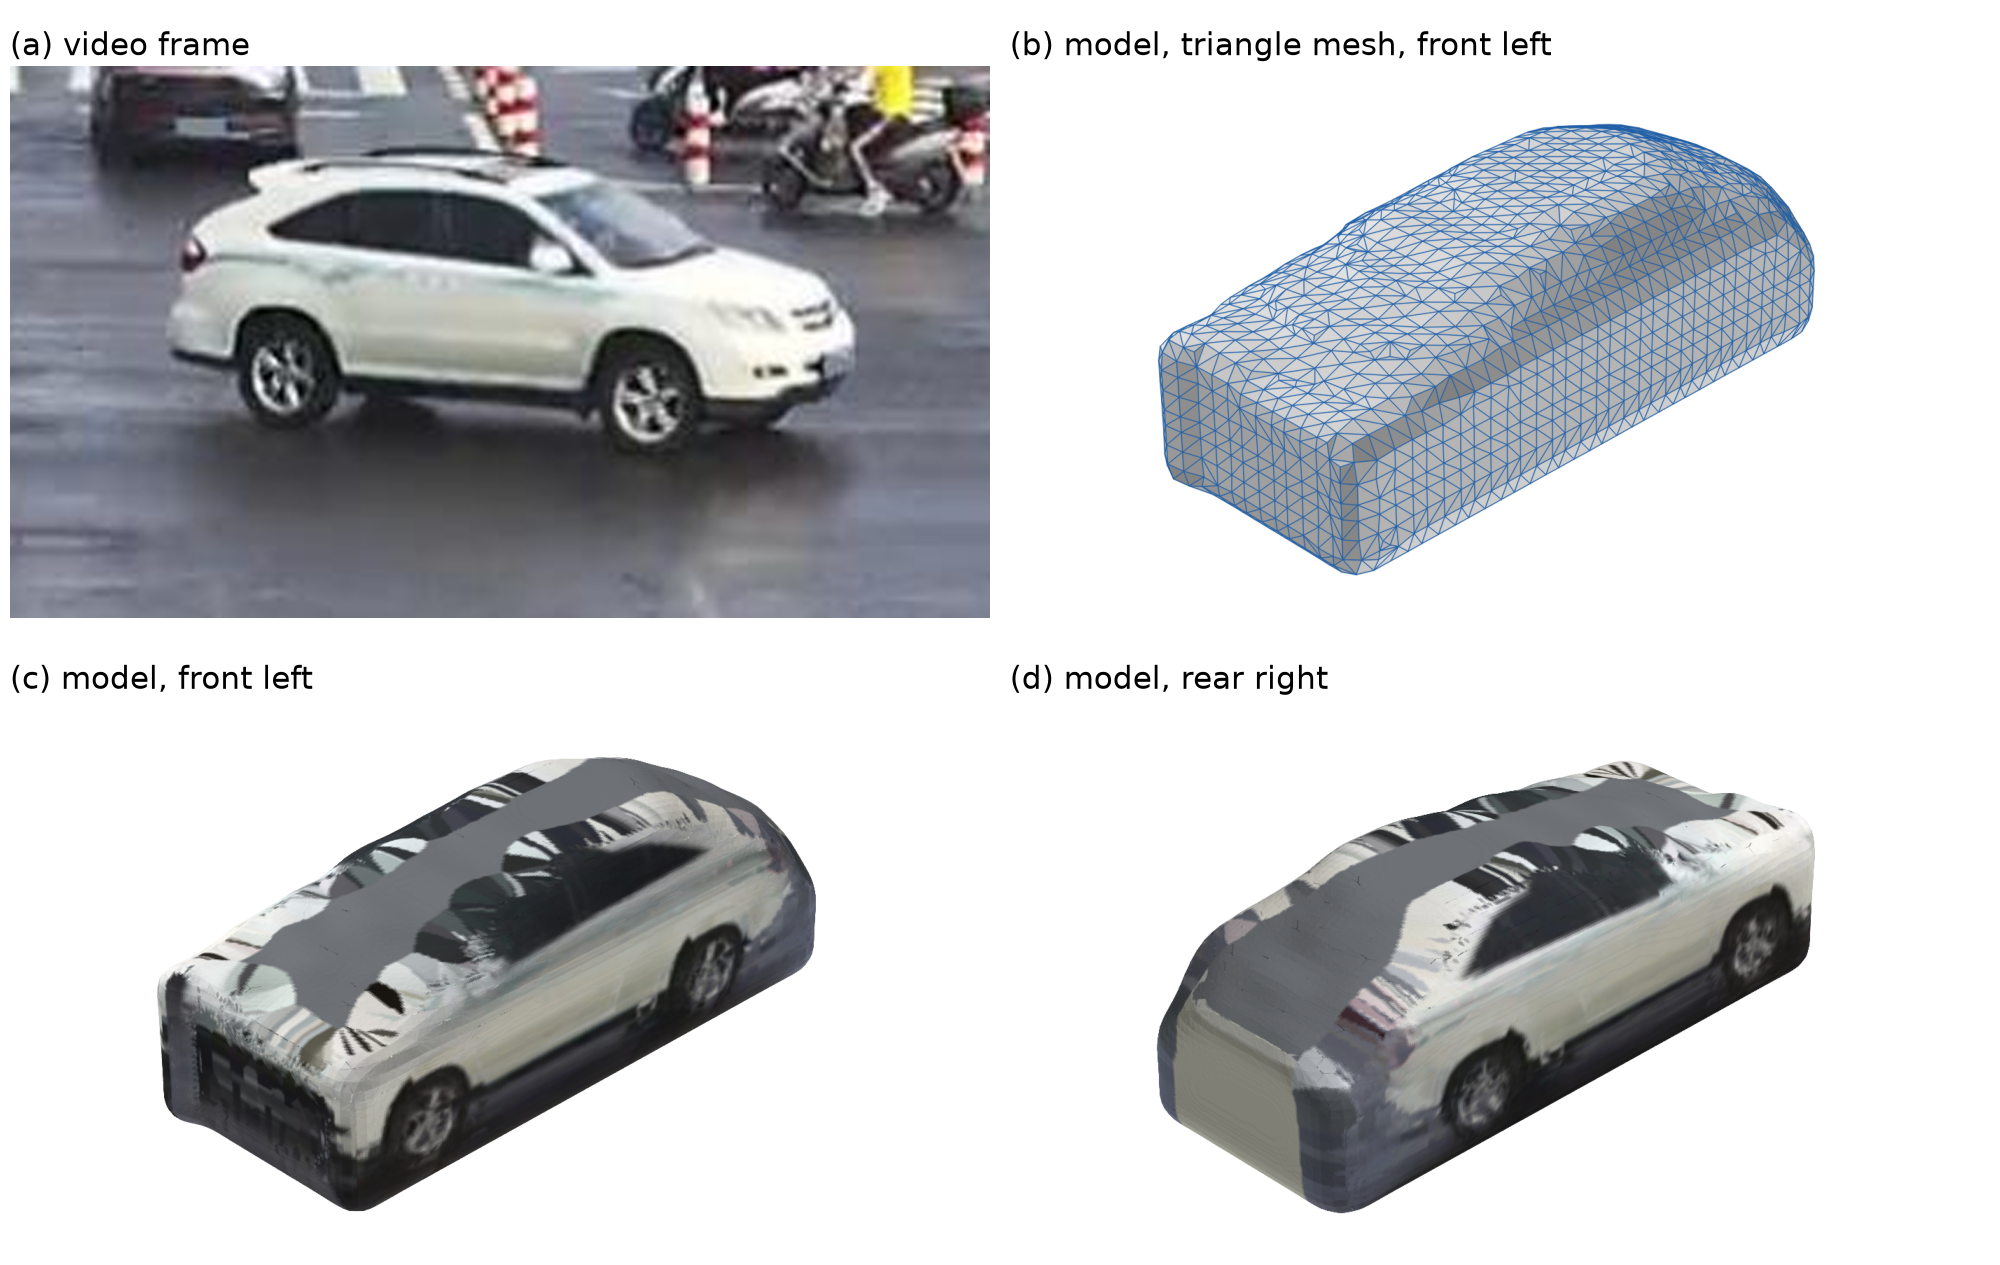 (a) video frame
(b) model, triangle mesh, front left
(c) model, front left
(d) model, rear right